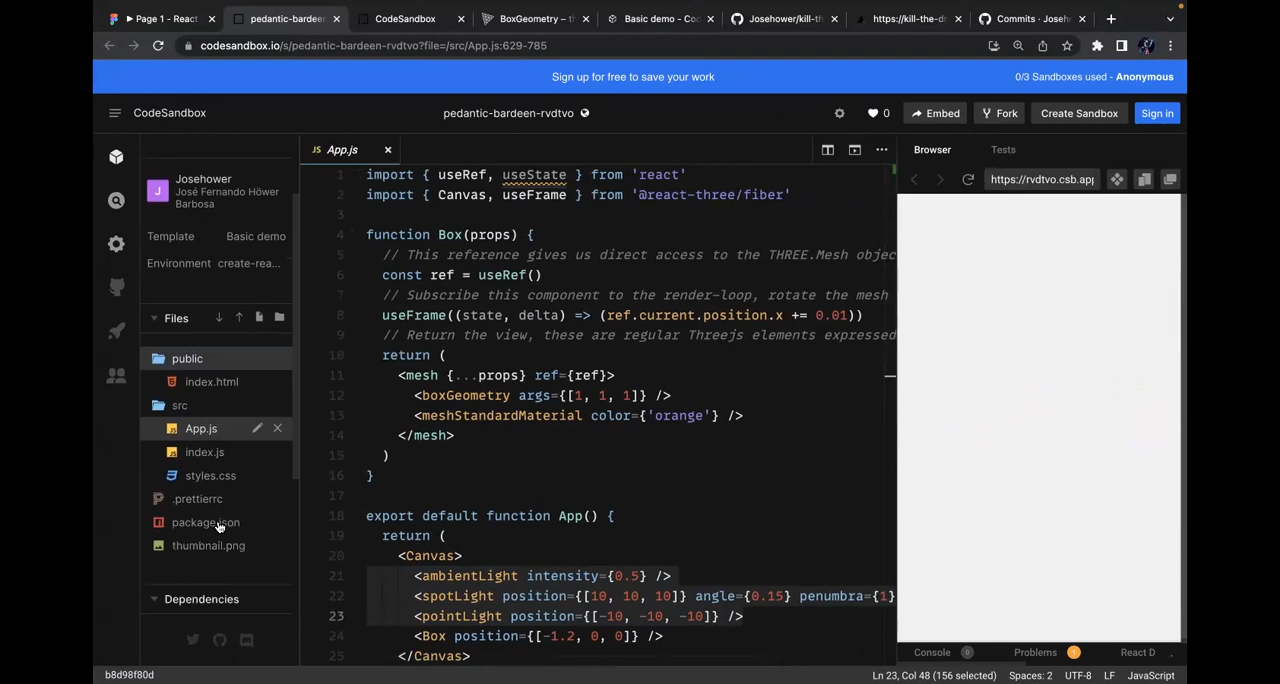 Page 1 - React
pedantic-bardeen
CodeSandbox
BoxGeometry – th
Basic demo - Co
Josehower/kill-th
https://kill-the-dr
Commits · Joseh
codesandbox.io/s/pedantic-bardeen-rvdtvo?file=/src/App.js:629-785
Sign up for free to save your work
0/3 Sandboxes used - Anonymous
CodeSandbox
pedantic-bardeen-rvdtvo
0
Embed
Fork
Create Sandbox
Sign in
J
Josehower
José Fernando Höwer
Barbosa
Template
Basic demo
Environment
create-rea...
Files
public
index.html
src
App.js
index.js
styles.css
.prettierrc
package.json
thumbnail.png
Dependencies
JS App.js
1 import { useRef, useState } from 'react'
2 import { Canvas, useFrame } from '@react-three/fiber'
3
4 function Box(props) {
5 // This reference gives us direct access to the THREE.Mesh objec
6 const ref = useRef()
7 // Subscribe this component to the render-loop, rotate the mesh
8 useFrame((state, delta) => (ref.current.position.x += 0.01))
9 // Return the view, these are regular Threejs elements expressed
10 return (
11 <mesh {...props} ref={ref}>
12 <boxGeometry args={[1, 1, 1]} />
13 <meshStandardMaterial color={'orange'} />
14 </mesh>
15 )
16 }
17
18 export default function App() {
19 return (
20 <Canvas>
21 <ambientLight intensity={0.5} />
22 <spotLight position={[10, 10, 10]} angle={0.15} penumbra={1}
23 <pointLight position={[-10, -10, -10]} />
24 <Box position={[-1.2, 0, 0]} />
25 </Canvas>
Browser
Tests
https://rvdtvo.csb.app
Console 0
Problems 1
React D
b8d98f80d
Ln 23, Col 48 (156 selected)
Spaces: 2
UTF-8
LF
JavaScript